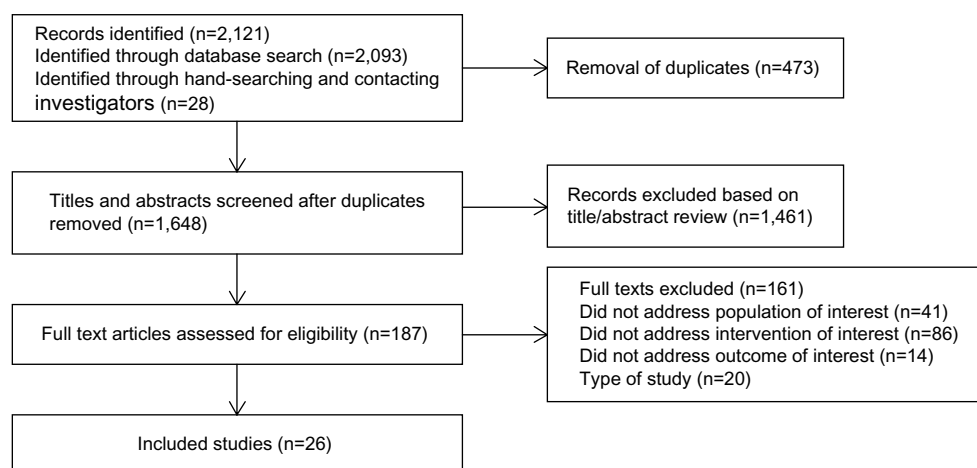 Records identified (n=2,121)
Identified through database search (n=2,093)
Identified through hand-searching and contacting
investigators (n=28)
Removal of duplicates (n=473)
Titles and abstracts screened after duplicates
removed (n=1,648)
Records excluded based on
title/abstract review (n=1,461)
Full text articles assessed for eligibility (n=187)
Full texts excluded (n=161)
Did not address population of interest (n=41)
Did not address intervention of interest (n=86)
Did not address outcome of interest (n=14)
Type of study (n=20)
Included studies (n=26)